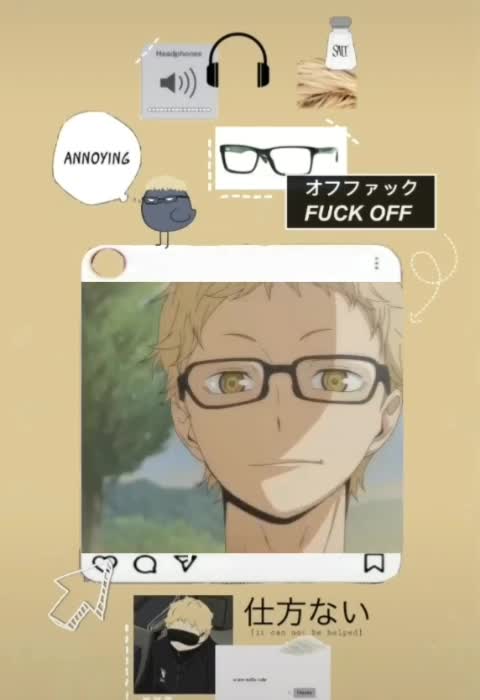 Headphones
SALT
ANNOYING
オフファック
FUCK OFF
仕方ない
[it can not be helped]